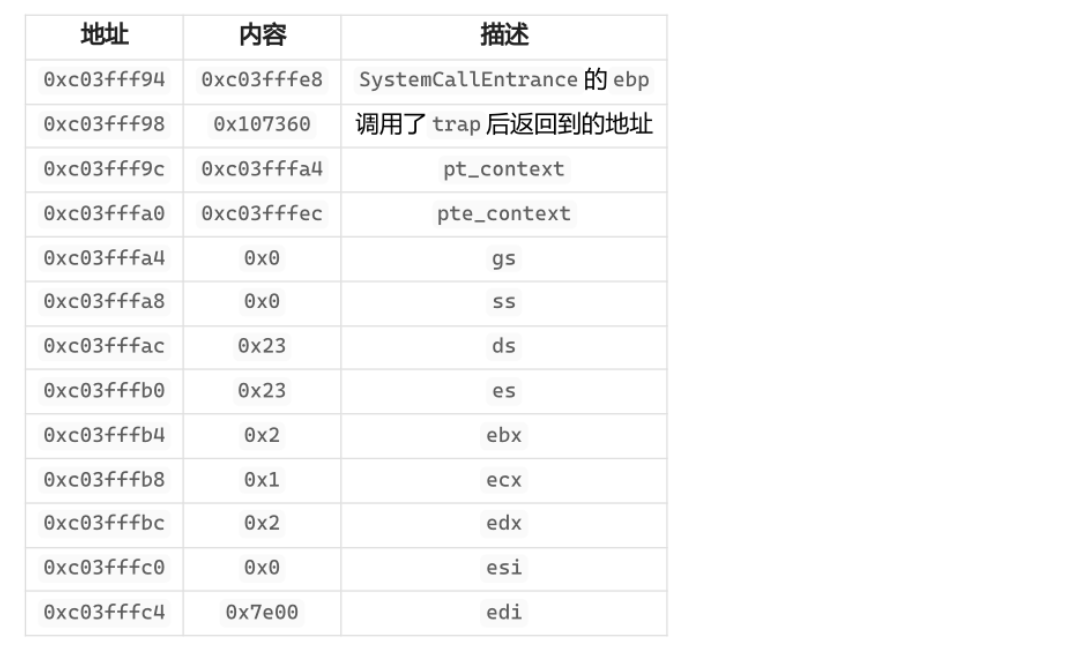 地址 内容 描述
0xc03fff94 0xc03fffe8 SystemCallEntrance 的 ebp
0xc03fff98 0x107360 调用了 trap 后返回到的地址
0xc03fff9c 0xc03fffa4 pt_context
0xc03fffa0 0xc03fffec pte_context
0xc03fffa4 0x0 gs
0xc03fffa8 0x0 ss
0xc03fffac 0x23 ds
0xc03fffb0 0x23 es
0xc03fffb4 0x2 ebx
0xc03fffb8 0x1 ecx
0xc03fffbc 0x2 edx
0xc03fffc0 0x0 esi
0xc03fffc4 0x7e00 edi